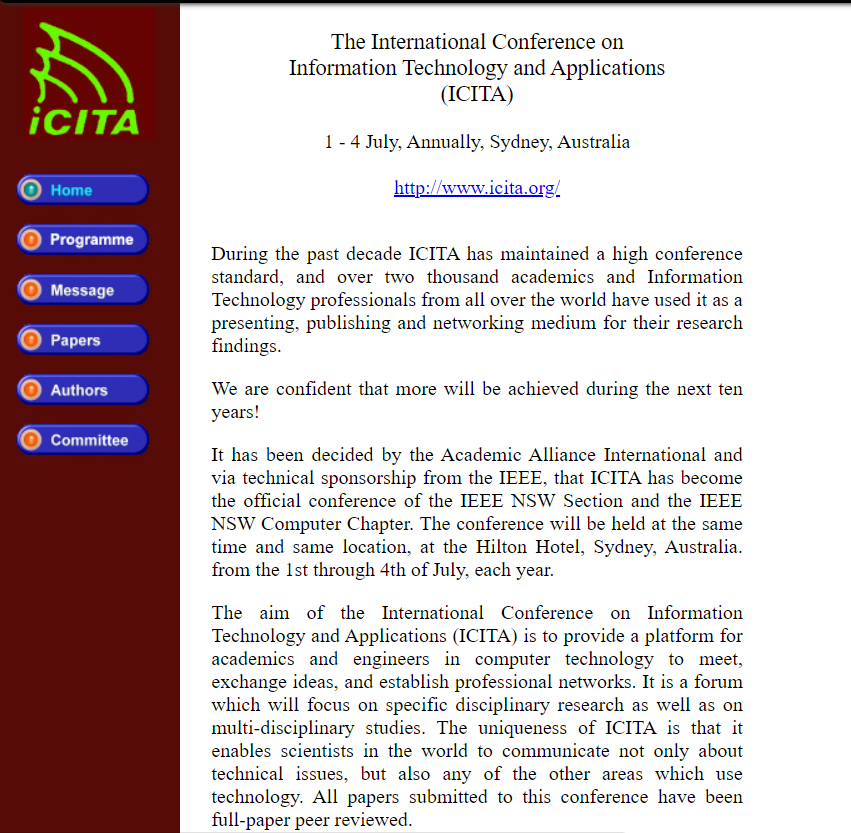 iCITA
Home
Programme
Message
Papers
Authors
Committee
The International Conference on
Information Technology and Applications
(ICITA)
1 - 4 July, Annually, Sydney, Australia
http://www.icita.org/
During the past decade ICITA has maintained a high conference
standard, and over two thousand academics and Information
Technology professionals from all over the world have used it as a
presenting, publishing and networking medium for their research
findings.
We are confident that more will be achieved during the next ten
years!
It has been decided by the Academic Alliance International and
via technical sponsorship from the IEEE, that ICITA has become
the official conference of the IEEE NSW Section and the IEEE
NSW Computer Chapter. The conference will be held at the same
time and same location, at the Hilton Hotel, Sydney, Australia.
from the 1st through 4th of July, each year.
The aim of the International Conference on Information
Technology and Applications (ICITA) is to provide a platform for
academics and engineers in computer technology to meet,
exchange ideas, and establish professional networks. It is a forum
which will focus on specific disciplinary research as well as on
multi-disciplinary studies. The uniqueness of ICITA is that it
enables scientists in the world to communicate not only about
technical issues, but also any of the other areas which use
technology. All papers submitted to this conference have been
full-paper peer reviewed.